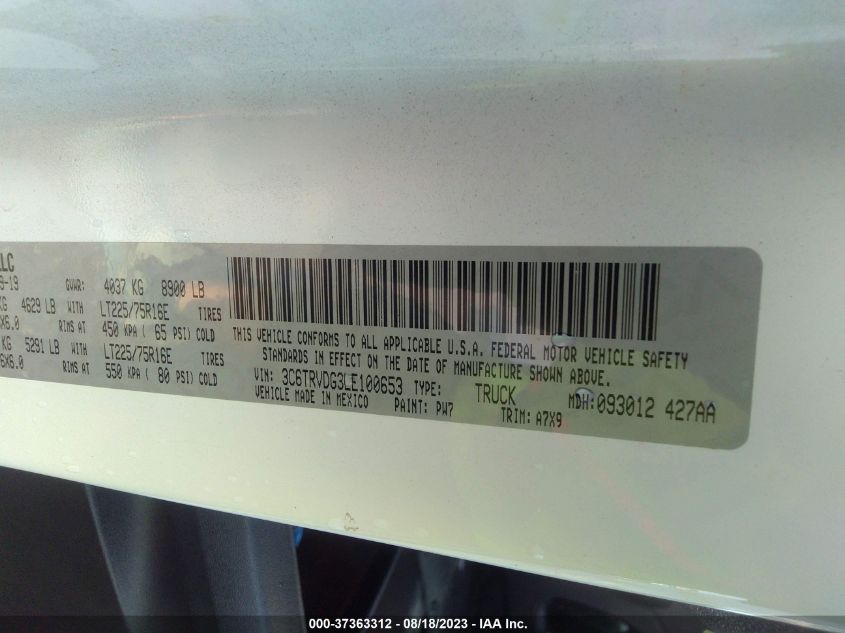 LLC
9-19 GVWR: 4037 KG 8900 LB
KG 4629 LB WITH LT225/75R16E TIRES
X6.0 RIMS AT 450 KPA ( 65 PSI) COLD
KG 5291 LB WITH LT225/75R16E TIRES
6X6.0 RIMS AT 550 KPA ( 80 PSI) COLD
THIS VEHICLE CONFORMS TO ALL APPLICABLE U.S.A. FEDERAL MOTOR VEHICLE SAFETY
STANDARDS IN EFFECT ON THE DATE OF MANUFACTURE SHOWN ABOVE.
VIN: 3C6TRVDG3LE100653 TYPE: TRUCK MDH:093012 427AA
VEHICLE MADE IN MEXICO PAINT: PW7 TRIM: A7X9
000-37363312 - 08/18/2023 - IAA Inc.